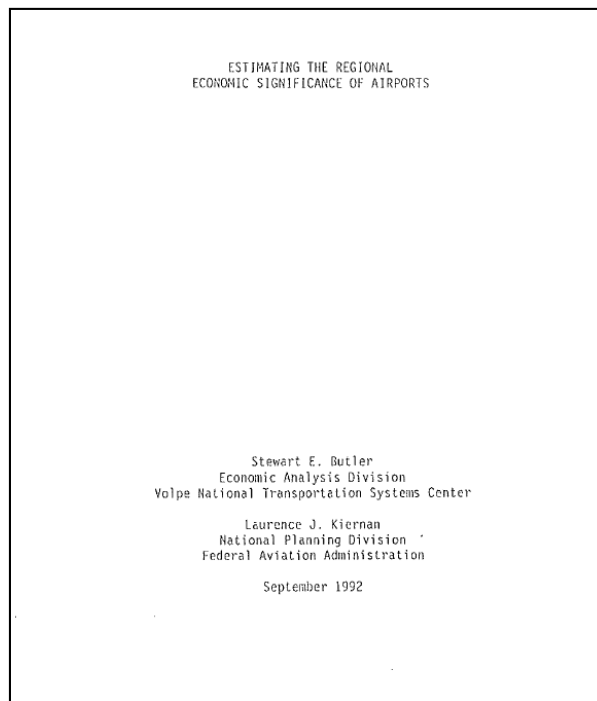 ESTIMATING THE REGIONAL
ECONOMIC SIGNIFICANCE OF AIRPORTS
Stewart E. Butler
Economic Analysis Division
Volpe National Transportation Systems Center
Laurence J. Kiernan
National Planning Division
Federal Aviation Administration
September 1992